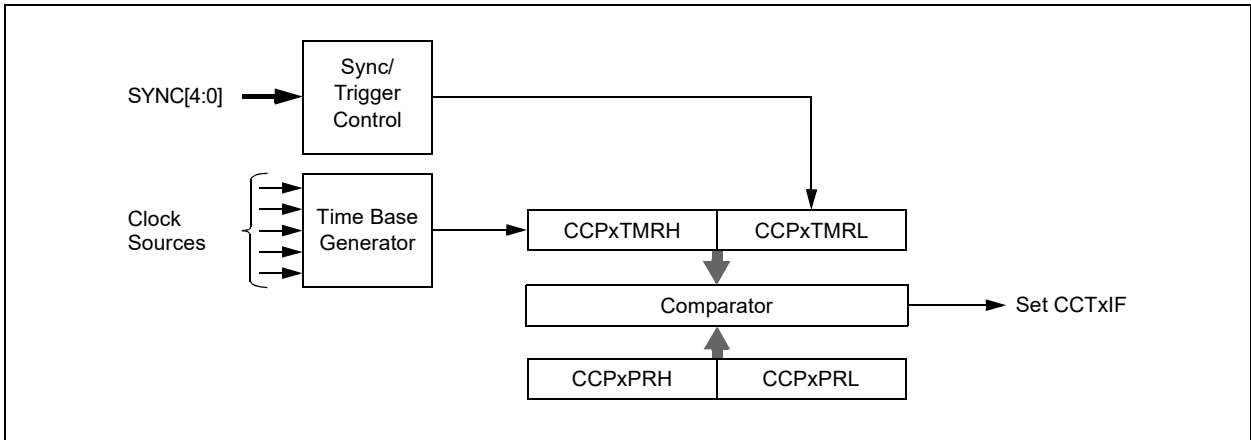 Sync/
Trigger
Control
SYNC[4:0]
Clock
Sources
Time Base
Generator
CCPxTMRH
CCPxTMRL
Comparator
Set CCTxIF
CCPxPRH
CCPxPRL